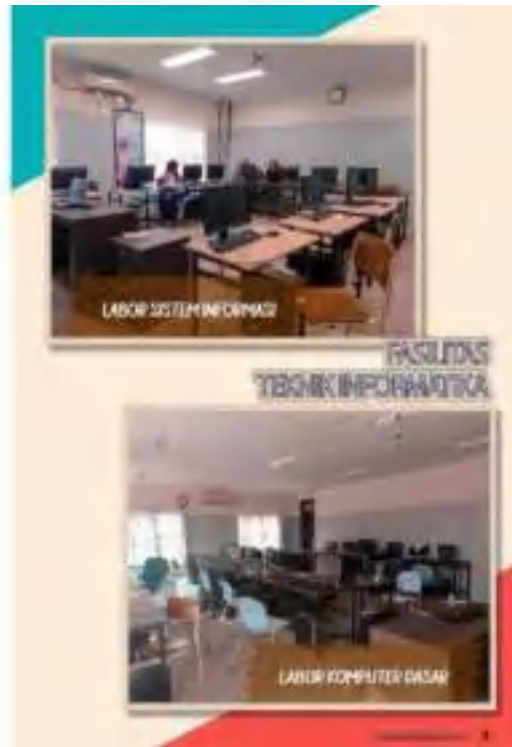 LABOR SISTEM INFORMASI
FASILITAS
TEKNIK INFORMATIKA
LABOR KOMPUTER DASAR